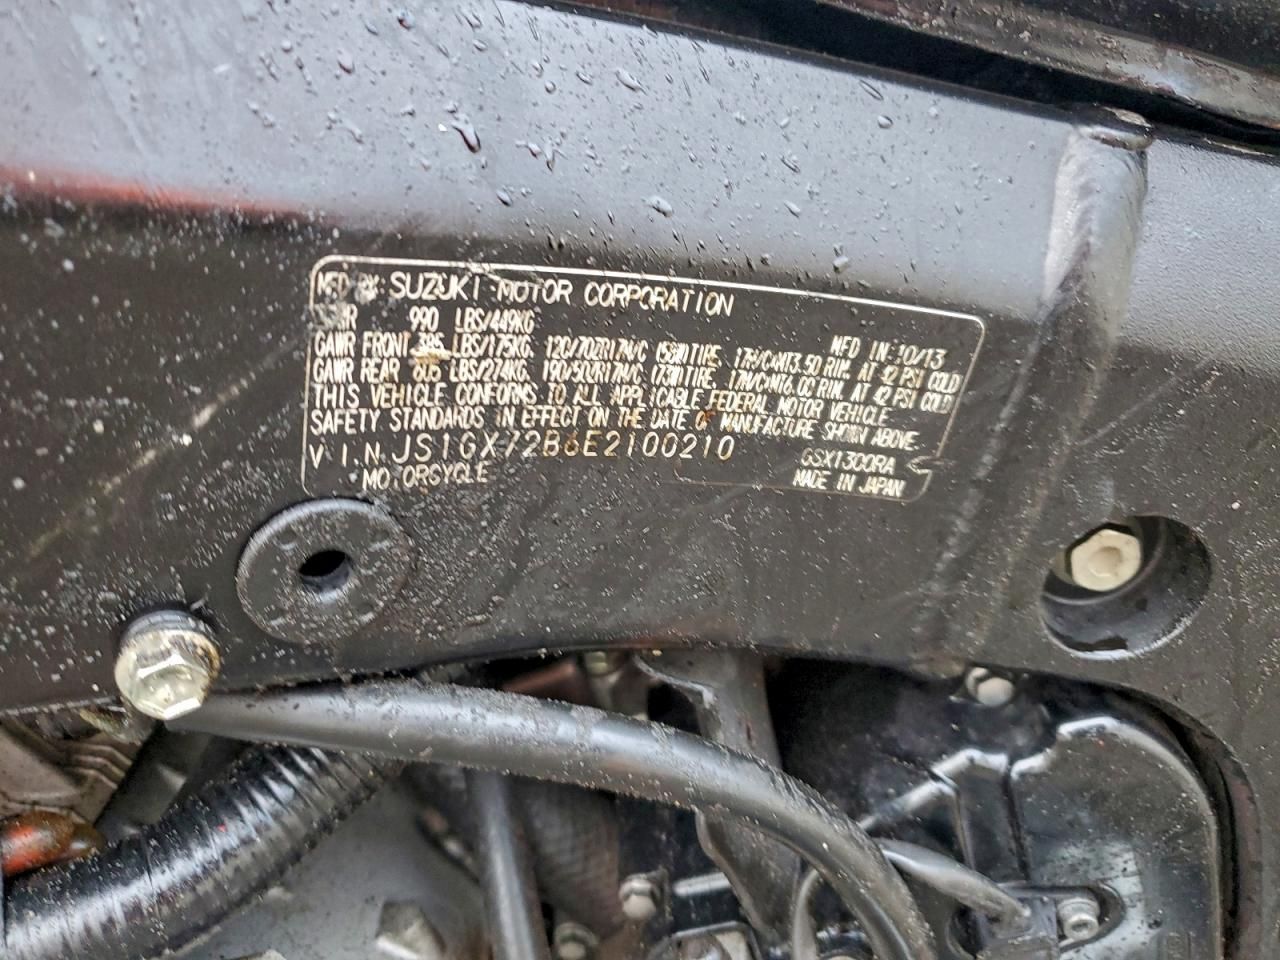 MFD BY: SUZUKI MOTOR CORPORATION
GVWR 990 LBS/449KG MFD IN: 10/13
GAWR FRONT 385 LBS/175KG. 120/70ZR17M/C (58W)TIRE, 17M/CxMT3.50 RIM, AT 42 PSI COLD
GAWR REAR 605 LBS/274KG. 190/50ZR17M/C (73W)TIRE, 17M/CxMT6.00 RIM, AT 42 PSI COLD
THIS VEHICLE CONFORMS TO ALL APPLICABLE FEDERAL MOTOR VEHICLE
SAFETY STANDARDS IN EFFECT ON THE DATE OF MANUFACTURE SHOWN ABOVE.
V.I.N. JS1GX72B6E2100210 GSX1300RA
MOTORCYCLE MADE IN JAPAN